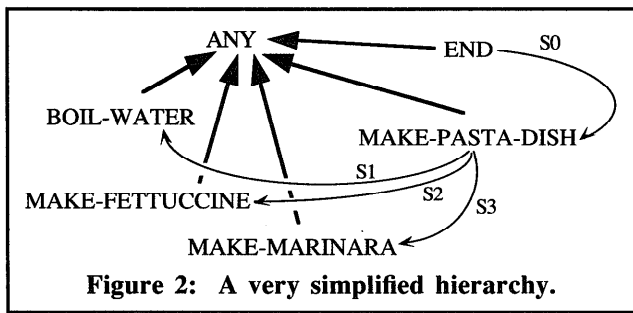 ANY
END
S0
BOIL-WATER
MAKE-PASTA-DISH
S1
S2
S3
MAKE-FETTUCCINE
MAKE-MARINARA
Figure 2: A very simplified hierarchy.